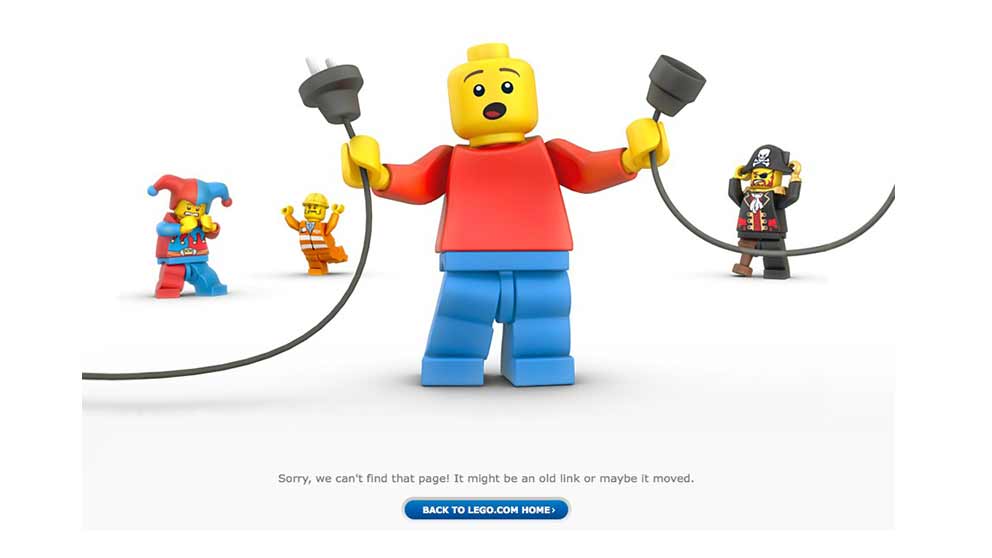 Sorry, we can't find that page! It might be an old link or maybe it moved.
BACK TO LEGO.COM HOME ›